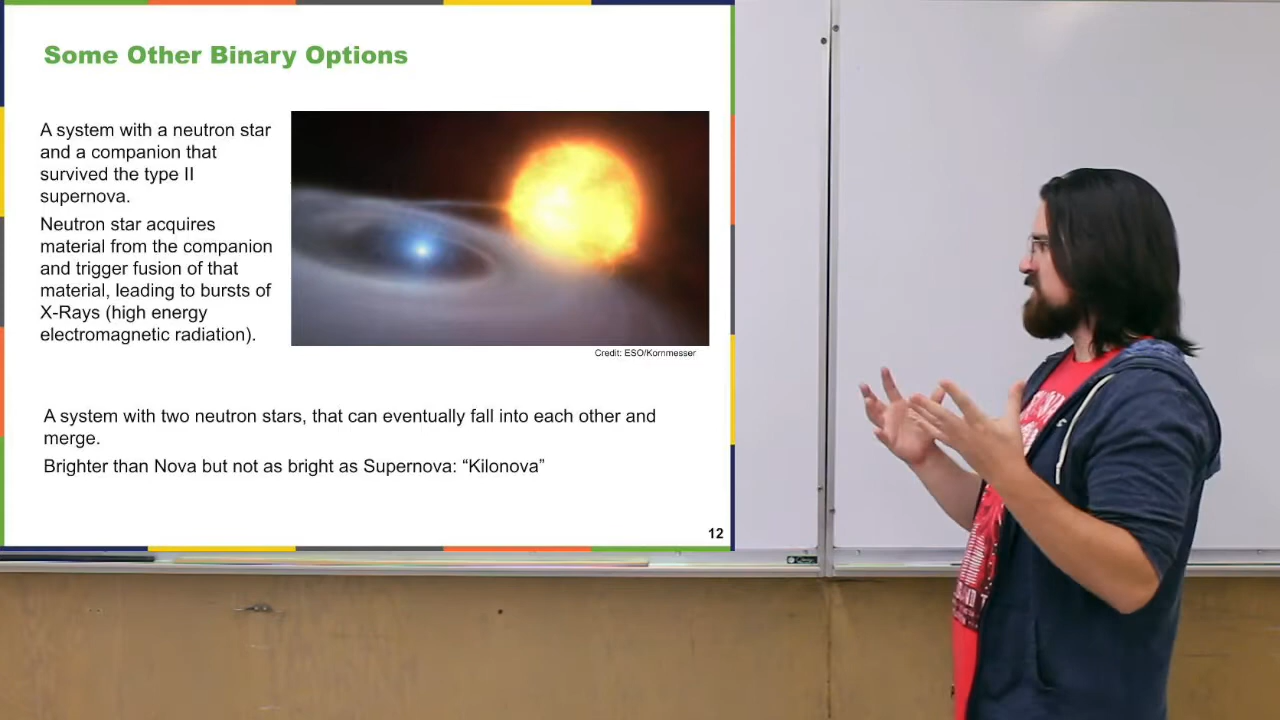 Some Other Binary Options
A system with a neutron star
and a companion that
survived the type II
supernova.
Neutron star acquires
material from the companion
and trigger fusion of that
material, leading to bursts of
X-Rays (high energy
electromagnetic radiation).
Credit: ESO/Kornmesser
A system with two neutron stars, that can eventually fall into each other and
merge.
Brighter than Nova but not as bright as Supernova: “Kilonova”
12